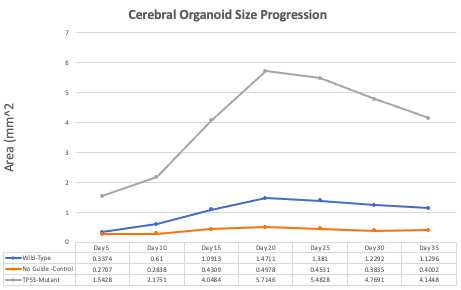 Cerebral Organoid Size Progression
7
6
5
4
3
2
1
0
Area (mm^2
Day 5 Day 10 Day 15 Day 20 Day 25 Day 30 Day 35
Wild-Type 0.3374 0.61 1.0913 1.4711 1.381 1.2292 1.1296
No Guide -Control 0.2707 0.2838 0.4309 0.4978 0.4531 0.3835 0.4002
TP53-Mutant 1.5428 2.1751 4.0484 5.7146 5.4828 4.7691 4.1448